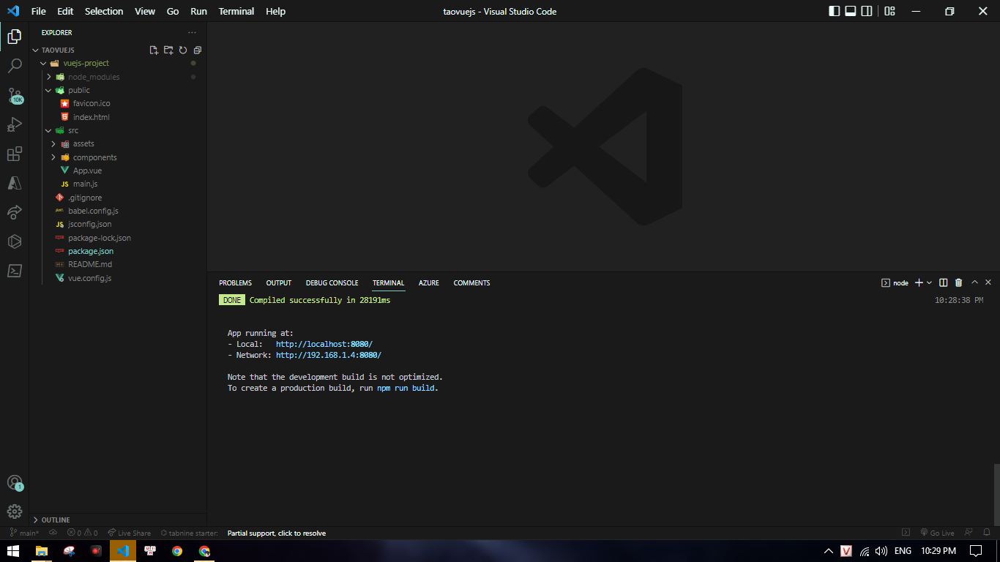 File Edit Selection View Go Run Terminal Help taovuejs - Visual Studio Code
EXPLORER
TAOVUEJS
vuejs-project
node_modules
public
favicon.ico
index.html
src
assets
components
App.vue
JS main.js
.gitignore
babel.config.js
JS jsconfig.json
package-lock.json
package.json
README.md
vue.config.js
10K
1
OUTLINE
PROBLEMS OUTPUT DEBUG CONSOLE TERMINAL AZURE COMMENTS node
DONE Compiled successfully in 28191ms 10:28:38 PM
App running at:
- Local: http://localhost:8080/
- Network: http://192.168.1.4:8080/
Note that the development build is not optimized.
To create a production build, run npm run build.
main* 0 0 Live Share tabnine starter: Partial support, click to resolve Go Live
V ENG 10:29 PM